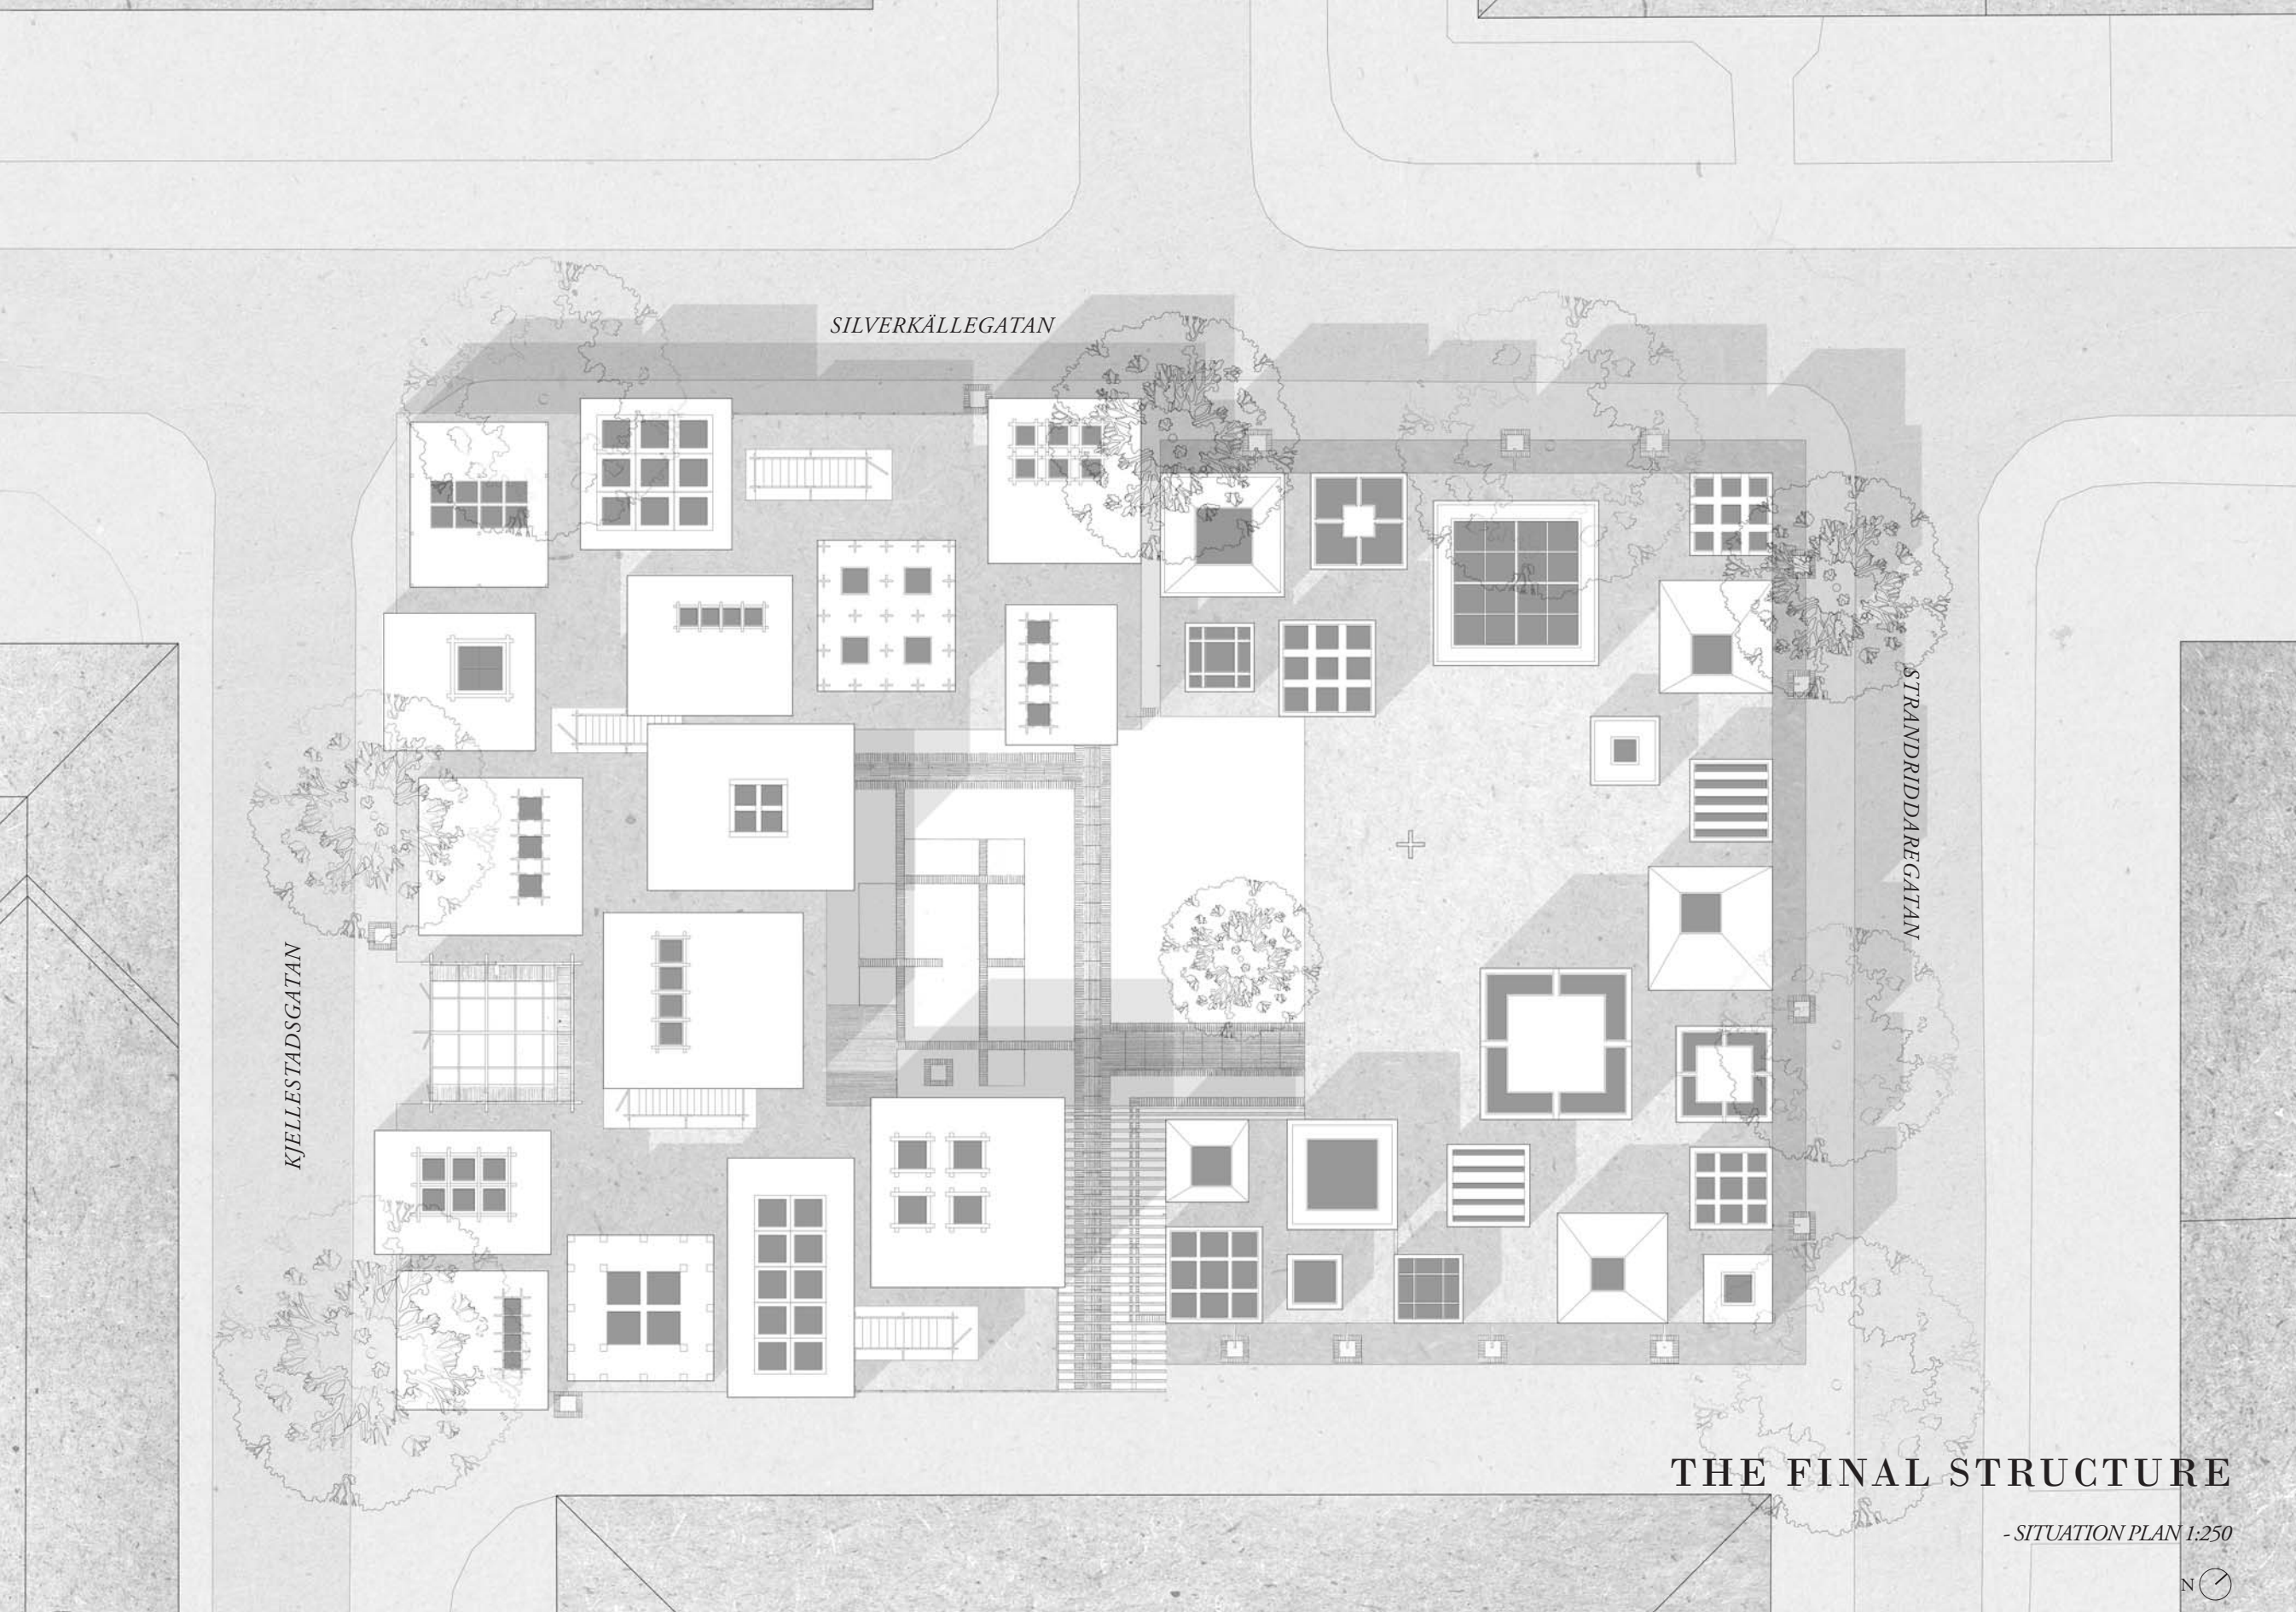 SILVERKÄLLEGATAN
STRANDRIDDAREGATAN
KJELLESTADSGATAN
THE FINAL STRUCTURE
- SITUATION PLAN 1:250
N